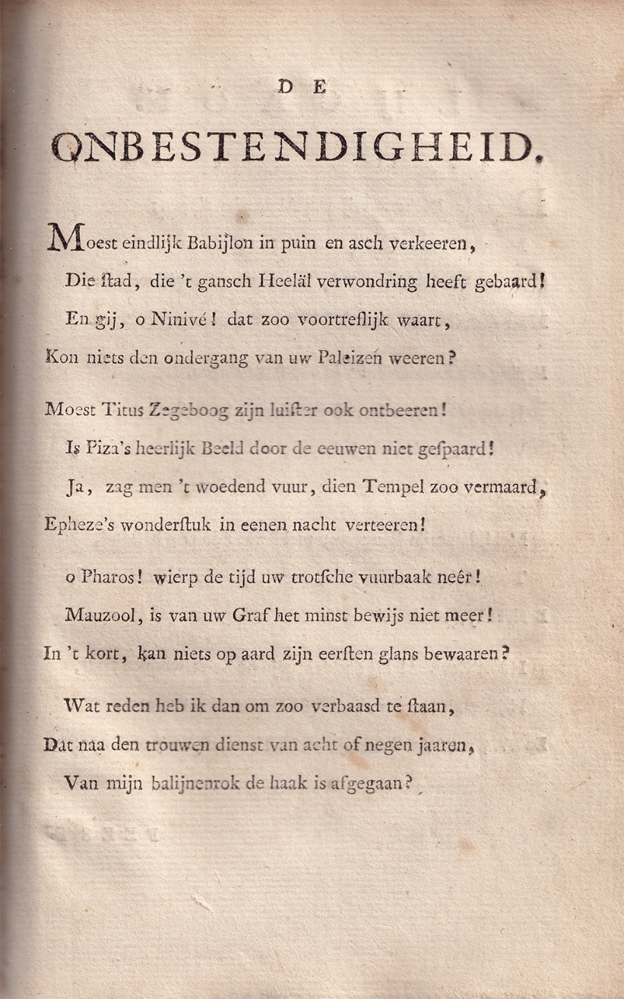 DE
ONBESTENDIGHEID.
Moest eindlijk Babijlon in puin en asch verkeeren,
Die ſtad, die 't gansch Heeläl verwondring heeft gebaard!
En gij, o Ninivé! dat zoo voortreflijk waart,
Kon niets den ondergang van uw Paleizen weeren?
Moest Titus Zegeboog zijn luiſter ook ontbeeren!
Is Piza's heerlijk Beeld door de eeuwen niet geſpaard!
Ja, zag men 't woedend vuur, dien Tempel zoo vermaard,
Epheze's wonderſtuk in eenen nacht verteeren!
o Pharos! wierp de tijd uw trotſche vuurbaak neêr!
Mauzool, is van uw Graf het minst bewijs niet meer!
In 't kort, kan niets op aard zijn eerſten glans bewaaren?
Wat reden heb ik dan om zoo verbaasd te ſtaan,
Dat naa den trouwen dienst van acht of negen jaaren,
Van mijn balijnenrok de haak is afgegaan?